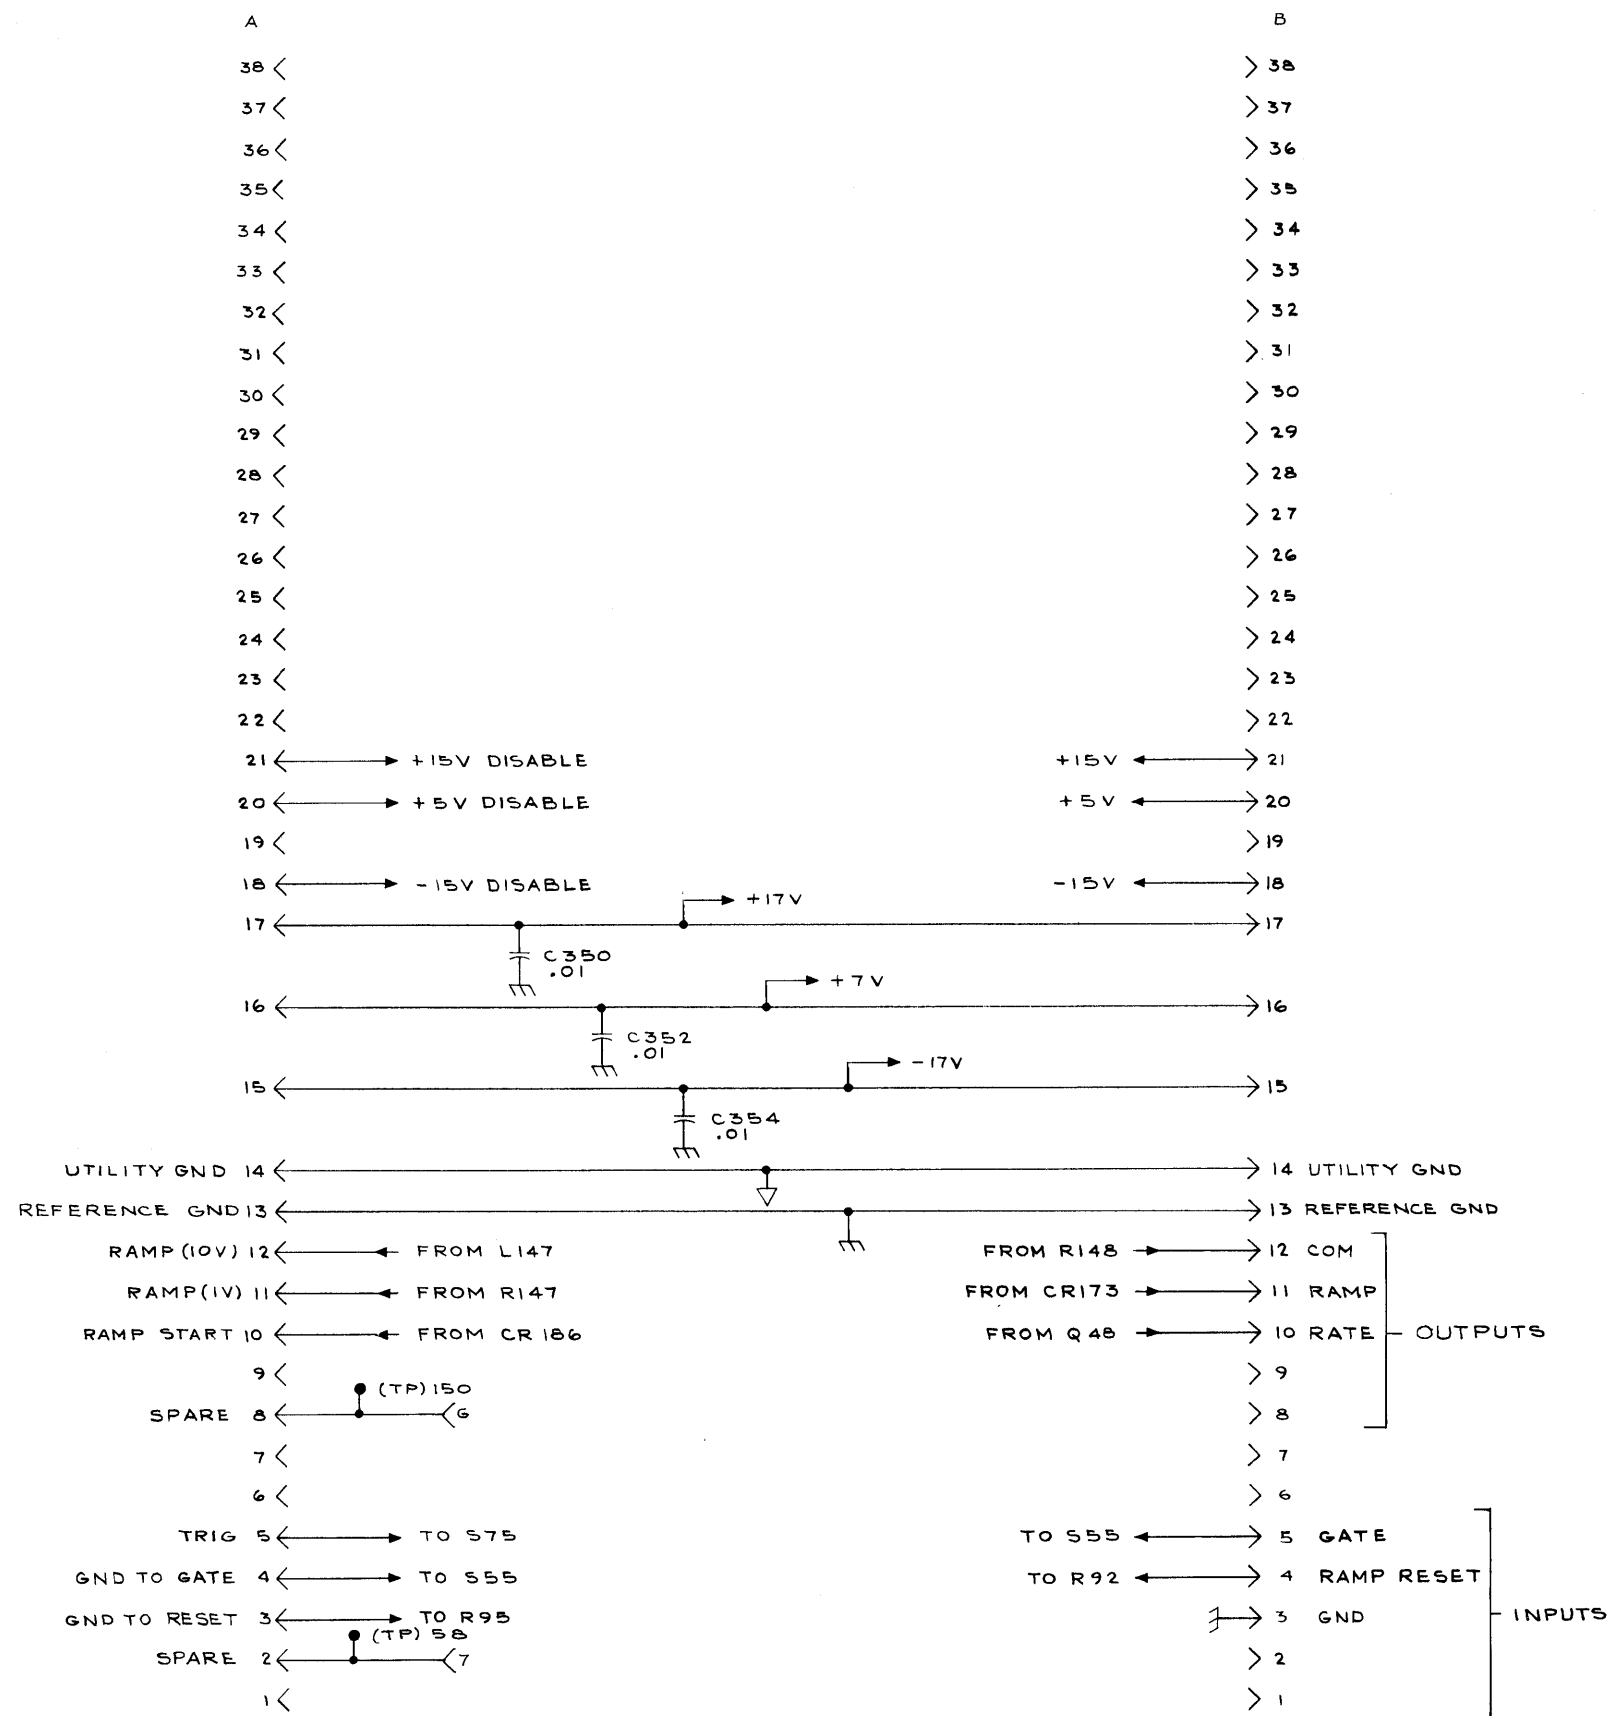 A B
38 38
37 37
36 36
35 35
34 34
33 33
32 32
31 31
30 30
29 29
28 28
27 27
26 26
25 25
24 24
23 23
22 22
21 +15V DISABLE +15V 21
20 +5V DISABLE +5V 20
19 19
18 -15V DISABLE -15V 18
+17V
17 17
C350
.01
+7V
16 16
C352
.01
-17V
15 15
C354
.01
UTILITY GND 14 14 UTILITY GND
REFERENCE GND 13 13 REFERENCE GND
RAMP (10V) 12 FROM L147 FROM R148 12 COM
RAMP (1V) 11 FROM R147 FROM CR173 11 RAMP
RAMP START 10 FROM CR186 FROM Q48 10 RATE OUTPUTS
9 9
(TP) 150
SPARE 8 6 8
7 7
6 6
TRIG 5 TO S75 TO S55 5 GATE
GND TO GATE 4 TO S55 TO R92 4 RAMP RESET
GND TO RESET 3 TO R95 3 GND INPUTS
(TP) 58
SPARE 2 7 2
1 1